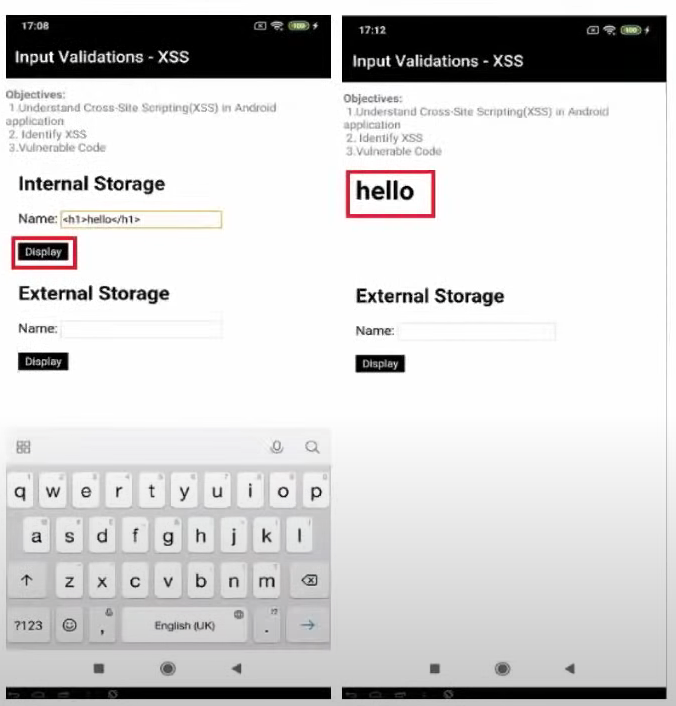 17:08
100
Input Validations - XSS
Objectives:
1.Understand Cross-Site Scripting(XSS) in Android
application
2. Identify XSS
3.Vulnerable Code
Internal Storage
Name: <h1>hello</h1>
Display
External Storage
Name:
Display
q w e r t y u i o p
a s d f g h j k l
z x c v b n m
?123 , English (UK) .
17:12
100
Input Validations - XSS
Objectives:
1.Understand Cross-Site Scripting(XSS) in Android
application
2. Identify XSS
3.Vulnerable Code
hello
External Storage
Name:
Display